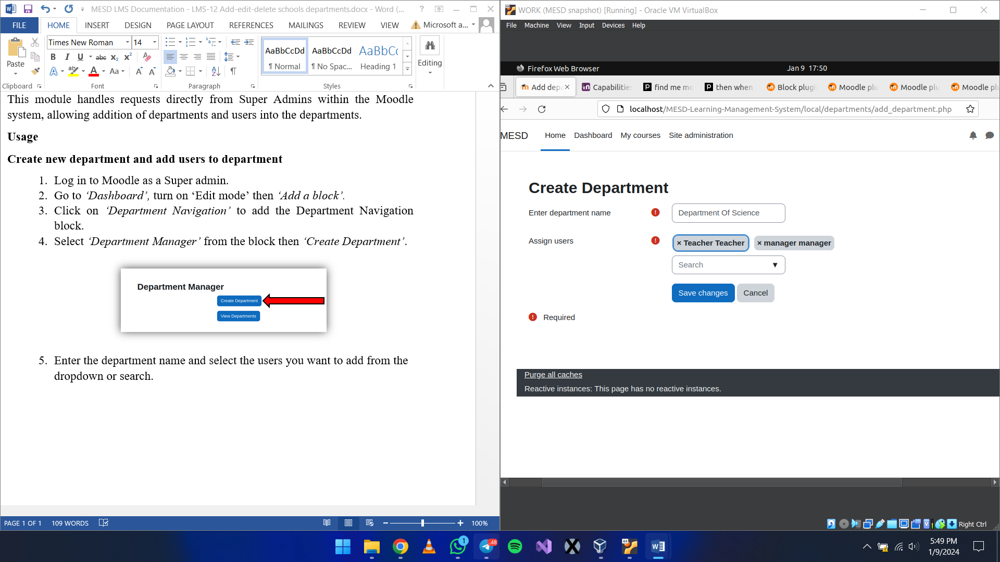 MESD LMS Documentation - LMS-12 Add-edit-delete schools departments.docx - Word (...
FILE HOME INSERT DESIGN PAGE LAYOUT REFERENCES MAILINGS REVIEW VIEW Microsoft a...
Times New Roman 14
Paste
Clipboard Font Paragraph Styles
AaBbCcDd AaBbCcDd AaBbCc
¶ Normal ¶ No Spac... Heading 1
Editing
This module handles requests directly from Super Admins within the Moodle
system, allowing addition of departments and users into the departments.
Usage
Create new department and add users to department
1. Log in to Moodle as a Super admin.
2. Go to ‘Dashboard’, turn on ‘Edit mode’ then ‘Add a block’.
3. Click on ‘Department Navigation’ to add the Department Navigation
block.
4. Select ‘Department Manager’ from the block then ‘Create Department’.
Department Manager
Create Department
View Departments
5. Enter the department name and select the users you want to add from the
dropdown or search.
PAGE 1 OF 1 109 WORDS 100%
WORK (MESD snapshot) [Running] - Oracle VM VirtualBox
File Machine View Input Devices Help
Firefox Web Browser Jan 9 17:50
Add depa Capabilities find me mo then when Block plugi Moodle plu Moodle plu Moodle plu
localhost/MESD-Learning-Management-System/local/departments/add_department.php
MESD Home Dashboard My courses Site administration
Create Department
Enter department name Department Of Science
Assign users × Teacher Teacher × manager manager
Search ▼
Save changes Cancel
Required
Purge all caches
Reactive instances: This page has no reactive instances.
Right Ctrl
1 ..48 64
5:49 PM
1/9/2024